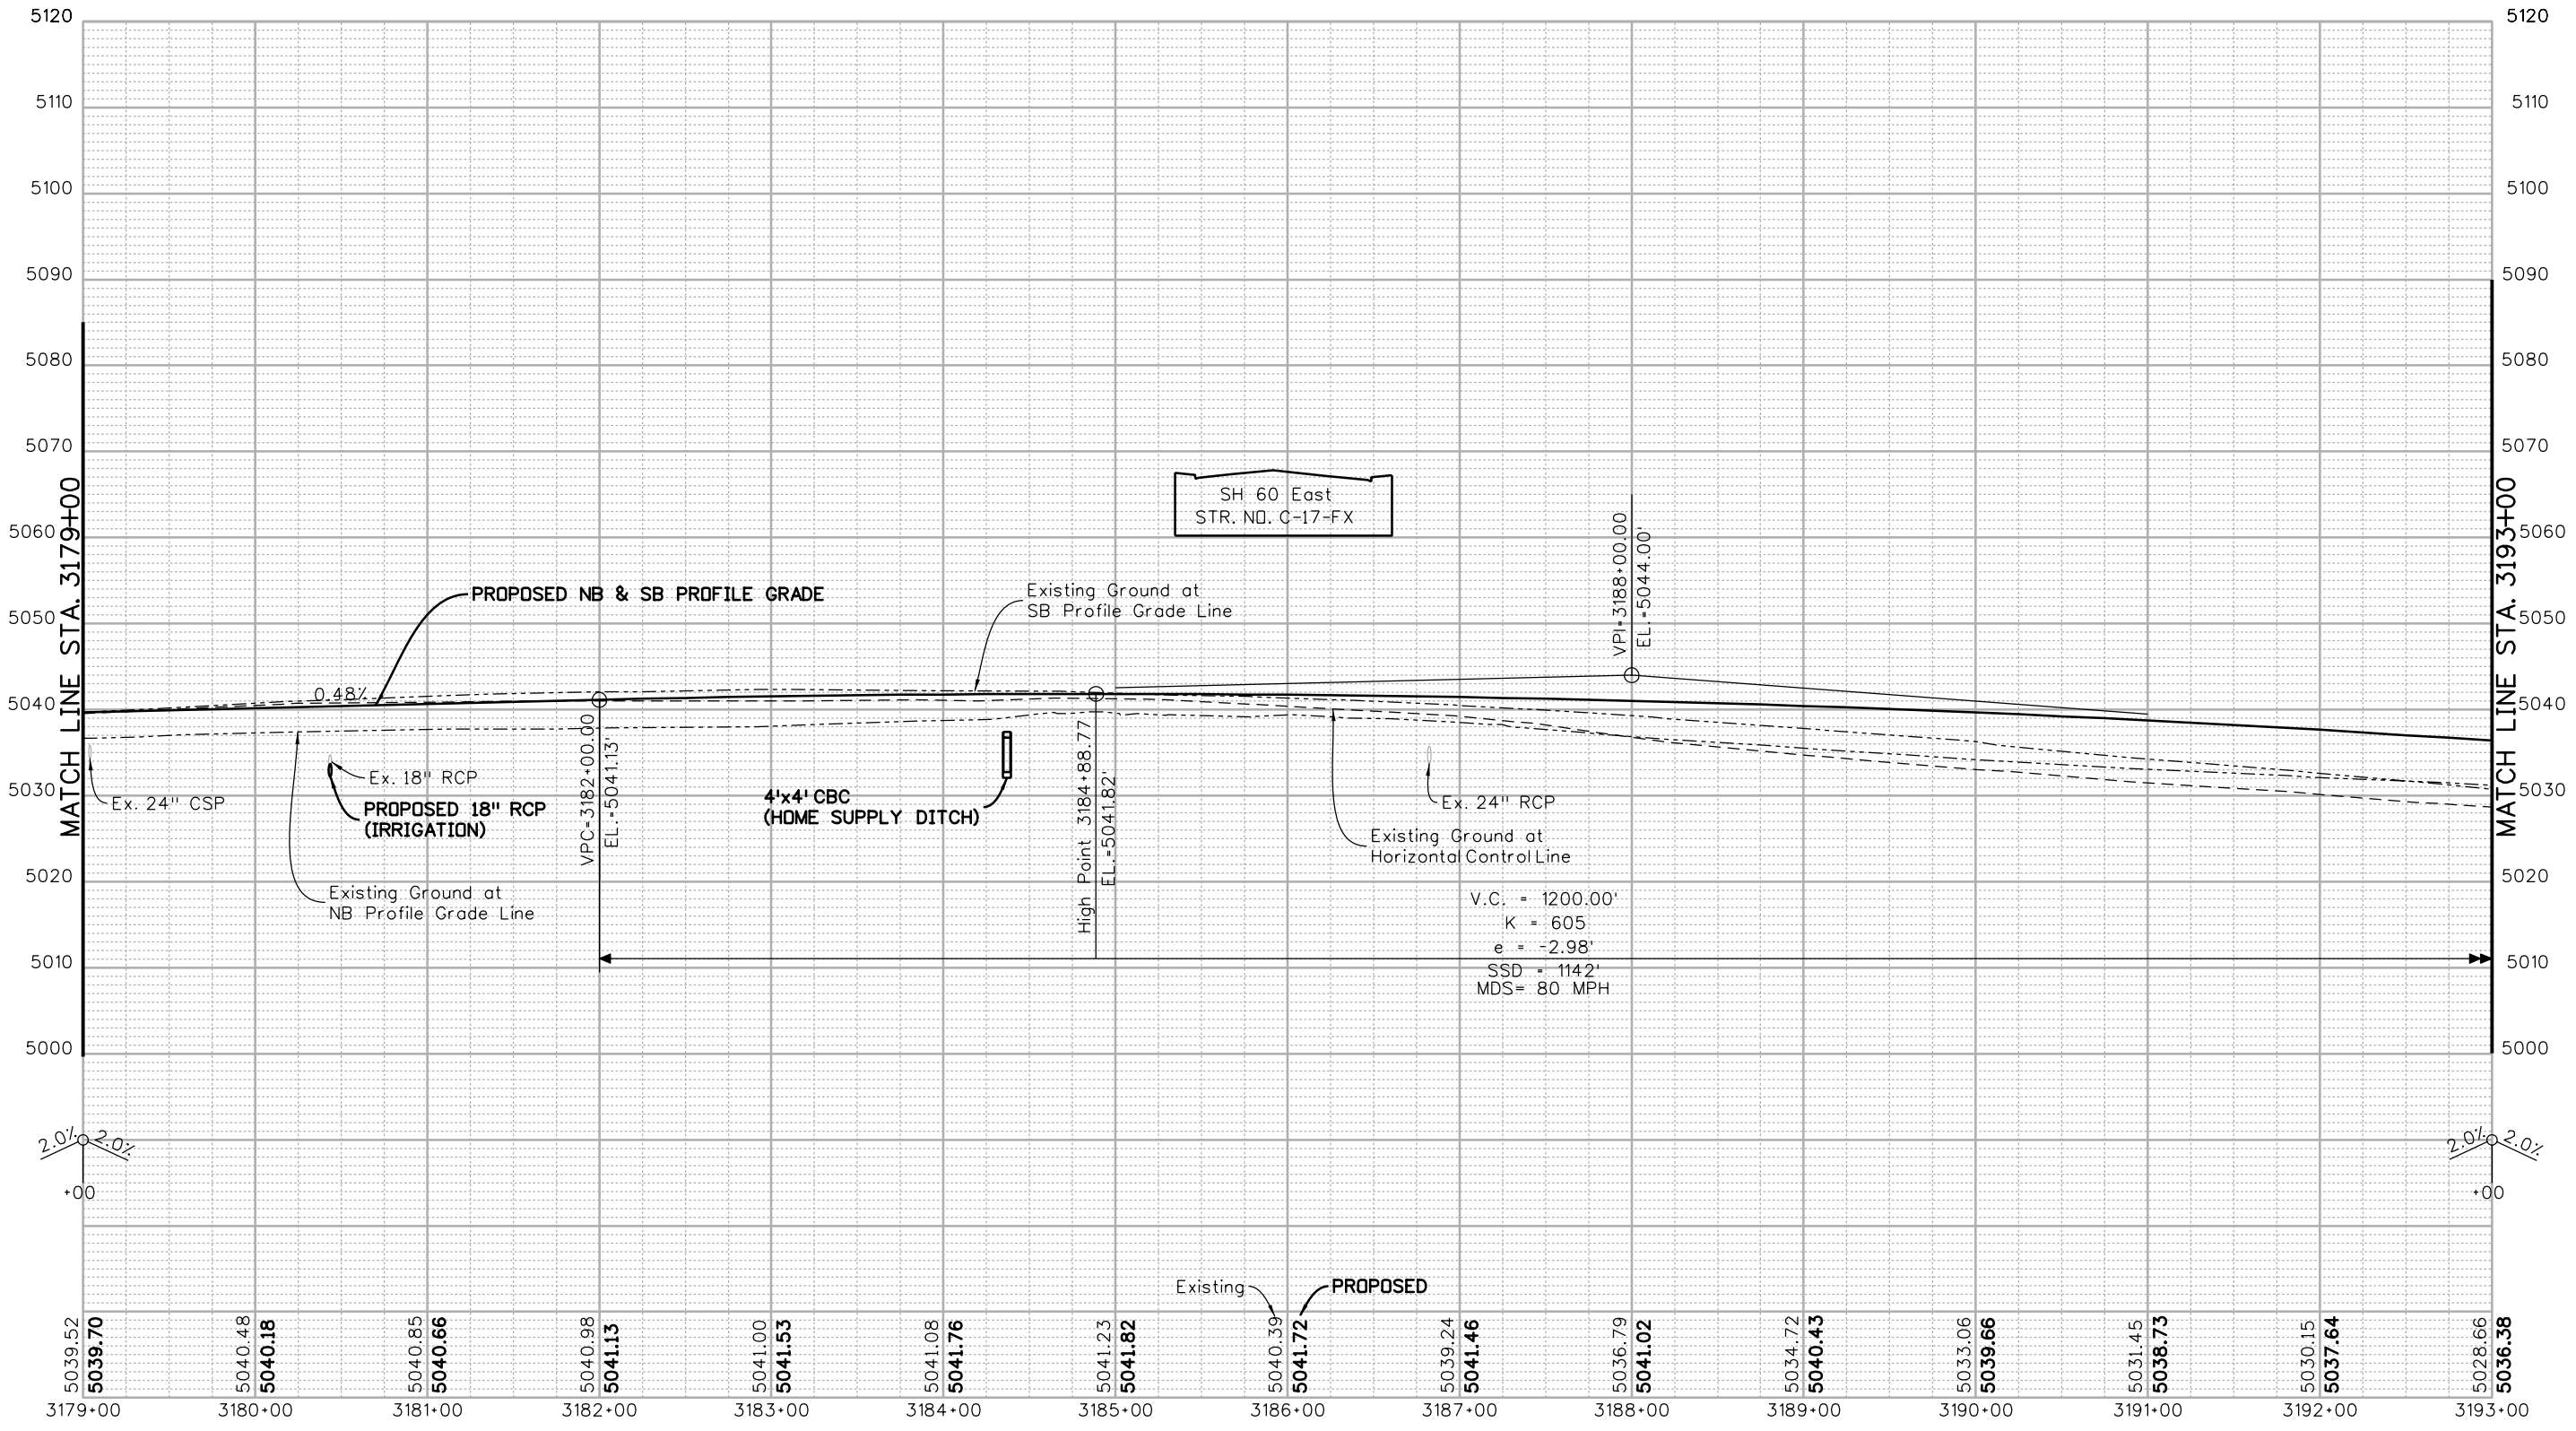 5120 5120
5110 5110
5100 5100
5090 5090
5080 5080
5070 5070
5060 5060
5050 5050
5040 5040
5030 5030
5020 5020
5010 5010
5000 5000
MATCH LINE STA. 3179+00
MATCH LINE STA. 3193+00
SH 60 East
STR. NO. C-17-FX
PROPOSED NB & SB PROFILE GRADE
Existing Ground at
SB Profile Grade Line
VPI=3188+00.00
EL.=5044.00'
0.48%
Ex. 24" CSP
Ex. 18" RCP
PROPOSED 18" RCP
(IRRIGATION)
VPC=3182+00.00
EL.=5041.13'
4'x4' CBC
(HOME SUPPLY DITCH)
High Point 3184+88.77
EL.=5041.82'
Ex. 24" RCP
Existing Ground at
Horizontal Control Line
Existing Ground at
NB Profile Grade Line
V.C. = 1200.00'
K = 605
e = -2.98'
SSD = 1142'
MDS= 80 MPH
2.0% 2.0%
+00
2.0% 2.0%
+00
Existing PROPOSED
5039.52 5039.70
5040.48 5040.18
5040.85 5040.66
5040.98 5041.13
5041.00 5041.53
5041.08 5041.76
5041.23 5041.82
5040.39 5041.72
5039.24 5041.46
5036.79 5041.02
5034.72 5040.43
5033.06 5039.66
5031.45 5038.73
5030.15 5037.64
5028.66 5036.38
3179+00 3180+00 3181+00 3182+00 3183+00 3184+00 3185+00 3186+00 3187+00 3188+00 3189+00 3190+00 3191+00 3192+00 3193+00